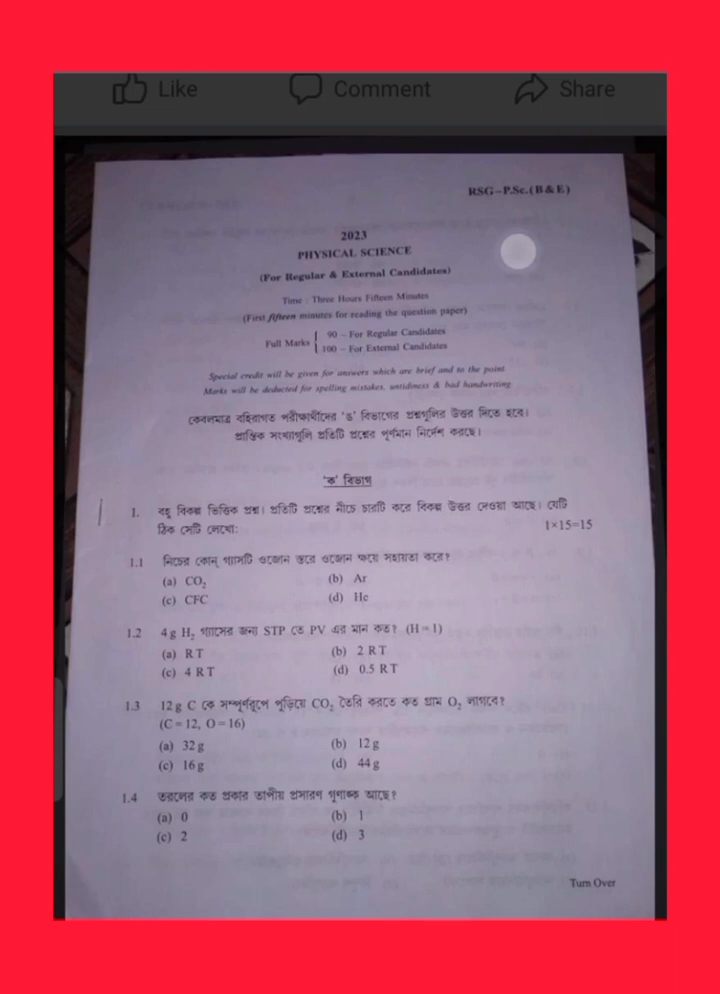 Like Comment Share
RSG-P.Sc.(B & E)
2023
PHYSICAL SCIENCE
(For Regular & External Candidates)
Time : Three Hours Fifteen Minutes
(First fifteen minutes for reading the question paper)
Full Marks { 90 – For Regular Candidates
100 – For External Candidates
Special credit will be given for answers which are brief and to the point.
Marks will be deducted for spelling mistakes, untidiness & bad handwriting.
কেবলমাত্র বহিরাগত পরীক্ষার্থীদের ‘ঙ’ বিভাগের প্রশ্নগুলির উত্তর দিতে হবে।
প্রান্তিক সংখ্যাগুলি প্রতিটি প্রশ্নের পূর্ণমান নির্দেশ করছে।
‘ক’ বিভাগ
1. বহু বিকল্প ভিত্তিক প্রশ্ন। প্রতিটি প্রশ্নের নীচে চারটি করে বিকল্প উত্তর দেওয়া আছে। যেটি
ঠিক সেটি লেখো: 1×15=15
1.1 নিচের কোন্ গ্যাসটি ওজোন স্তরে ওজোন ক্ষয়ে সহায়তা করে?
(a) CO₂ (b) Ar
(c) CFC (d) He
1.2 4 g H₂ গ্যাসের জন্য STP তে PV এর মান কত? (H = 1)
(a) R T (b) 2 R T
(c) 4 R T (d) 0.5 R T
1.3 12 g C কে সম্পূর্ণরূপে পুড়িয়ে CO₂ তৈরি করতে কত গ্রাম O₂ লাগবে?
(C = 12, O = 16)
(a) 32 g (b) 12 g
(c) 16 g (d) 44 g
1.4 তরলের কত প্রকার তাপীয় প্রসারণ গুণাঙ্ক আছে?
(a) 0 (b) 1
(c) 2 (d) 3
Turn Over